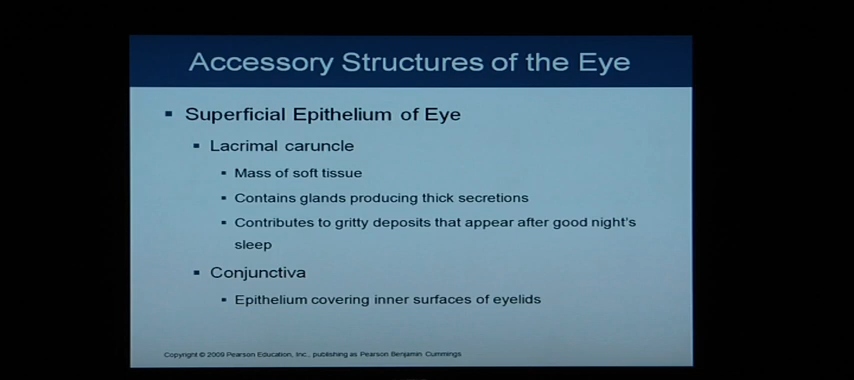 Accessory Structures of the Eye
▪ Superficial Epithelium of Eye
▪ Lacrimal caruncle
▪ Mass of soft tissue
▪ Contains glands producing thick secretions
▪ Contributes to gritty deposits that appear after good night's
sleep
▪ Conjunctiva
▪ Epithelium covering inner surfaces of eyelids
Copyright © 2009 Pearson Education, Inc., publishing as Pearson Benjamin Cummings